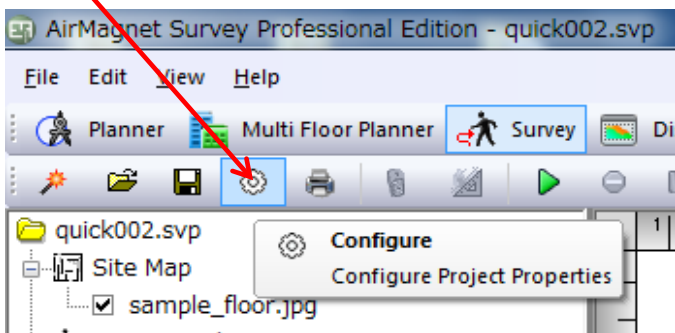 AirMagnet Survey Professional Edition - quick002.svp
File Edit View Help
Planner Multi Floor Planner Survey Di
quick002.svp
Configure
Configure Project Properties
Site Map
sample_floor.jpg
1